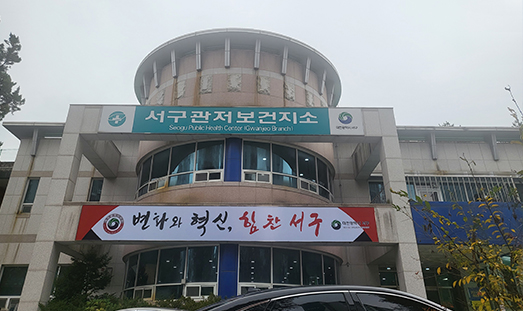 서구관저보건지소
Seogu Public Health Center (Gwanjeo Branch)
변화와 혁신, 힘찬 서구